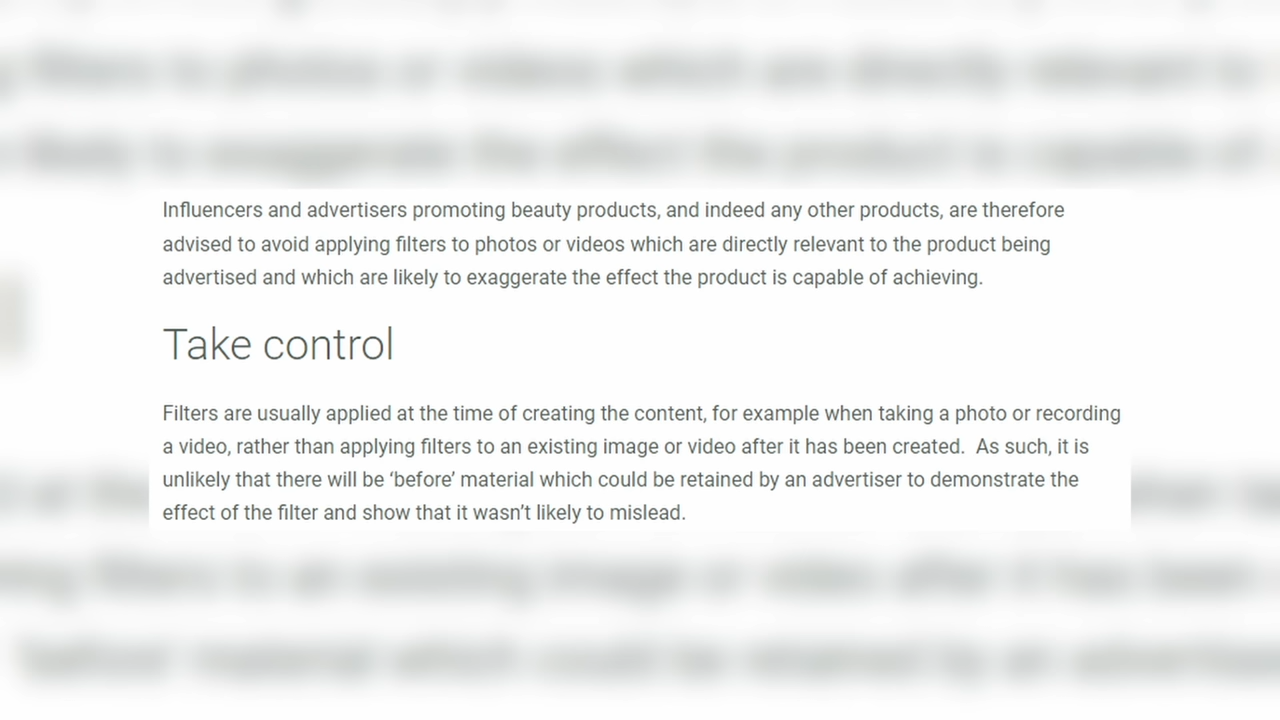 Influencers and advertisers promoting beauty products, and indeed any other products, are therefore
advised to avoid applying filters to photos or videos which are directly relevant to the product being
advertised and which are likely to exaggerate the effect the product is capable of achieving.
Take control
Filters are usually applied at the time of creating the content, for example when taking a photo or recording
a video, rather than applying filters to an existing image or video after it has been created.  As such, it is
unlikely that there will be ‘before’ material which could be retained by an advertiser to demonstrate the
effect of the filter and show that it wasn’t likely to mislead.